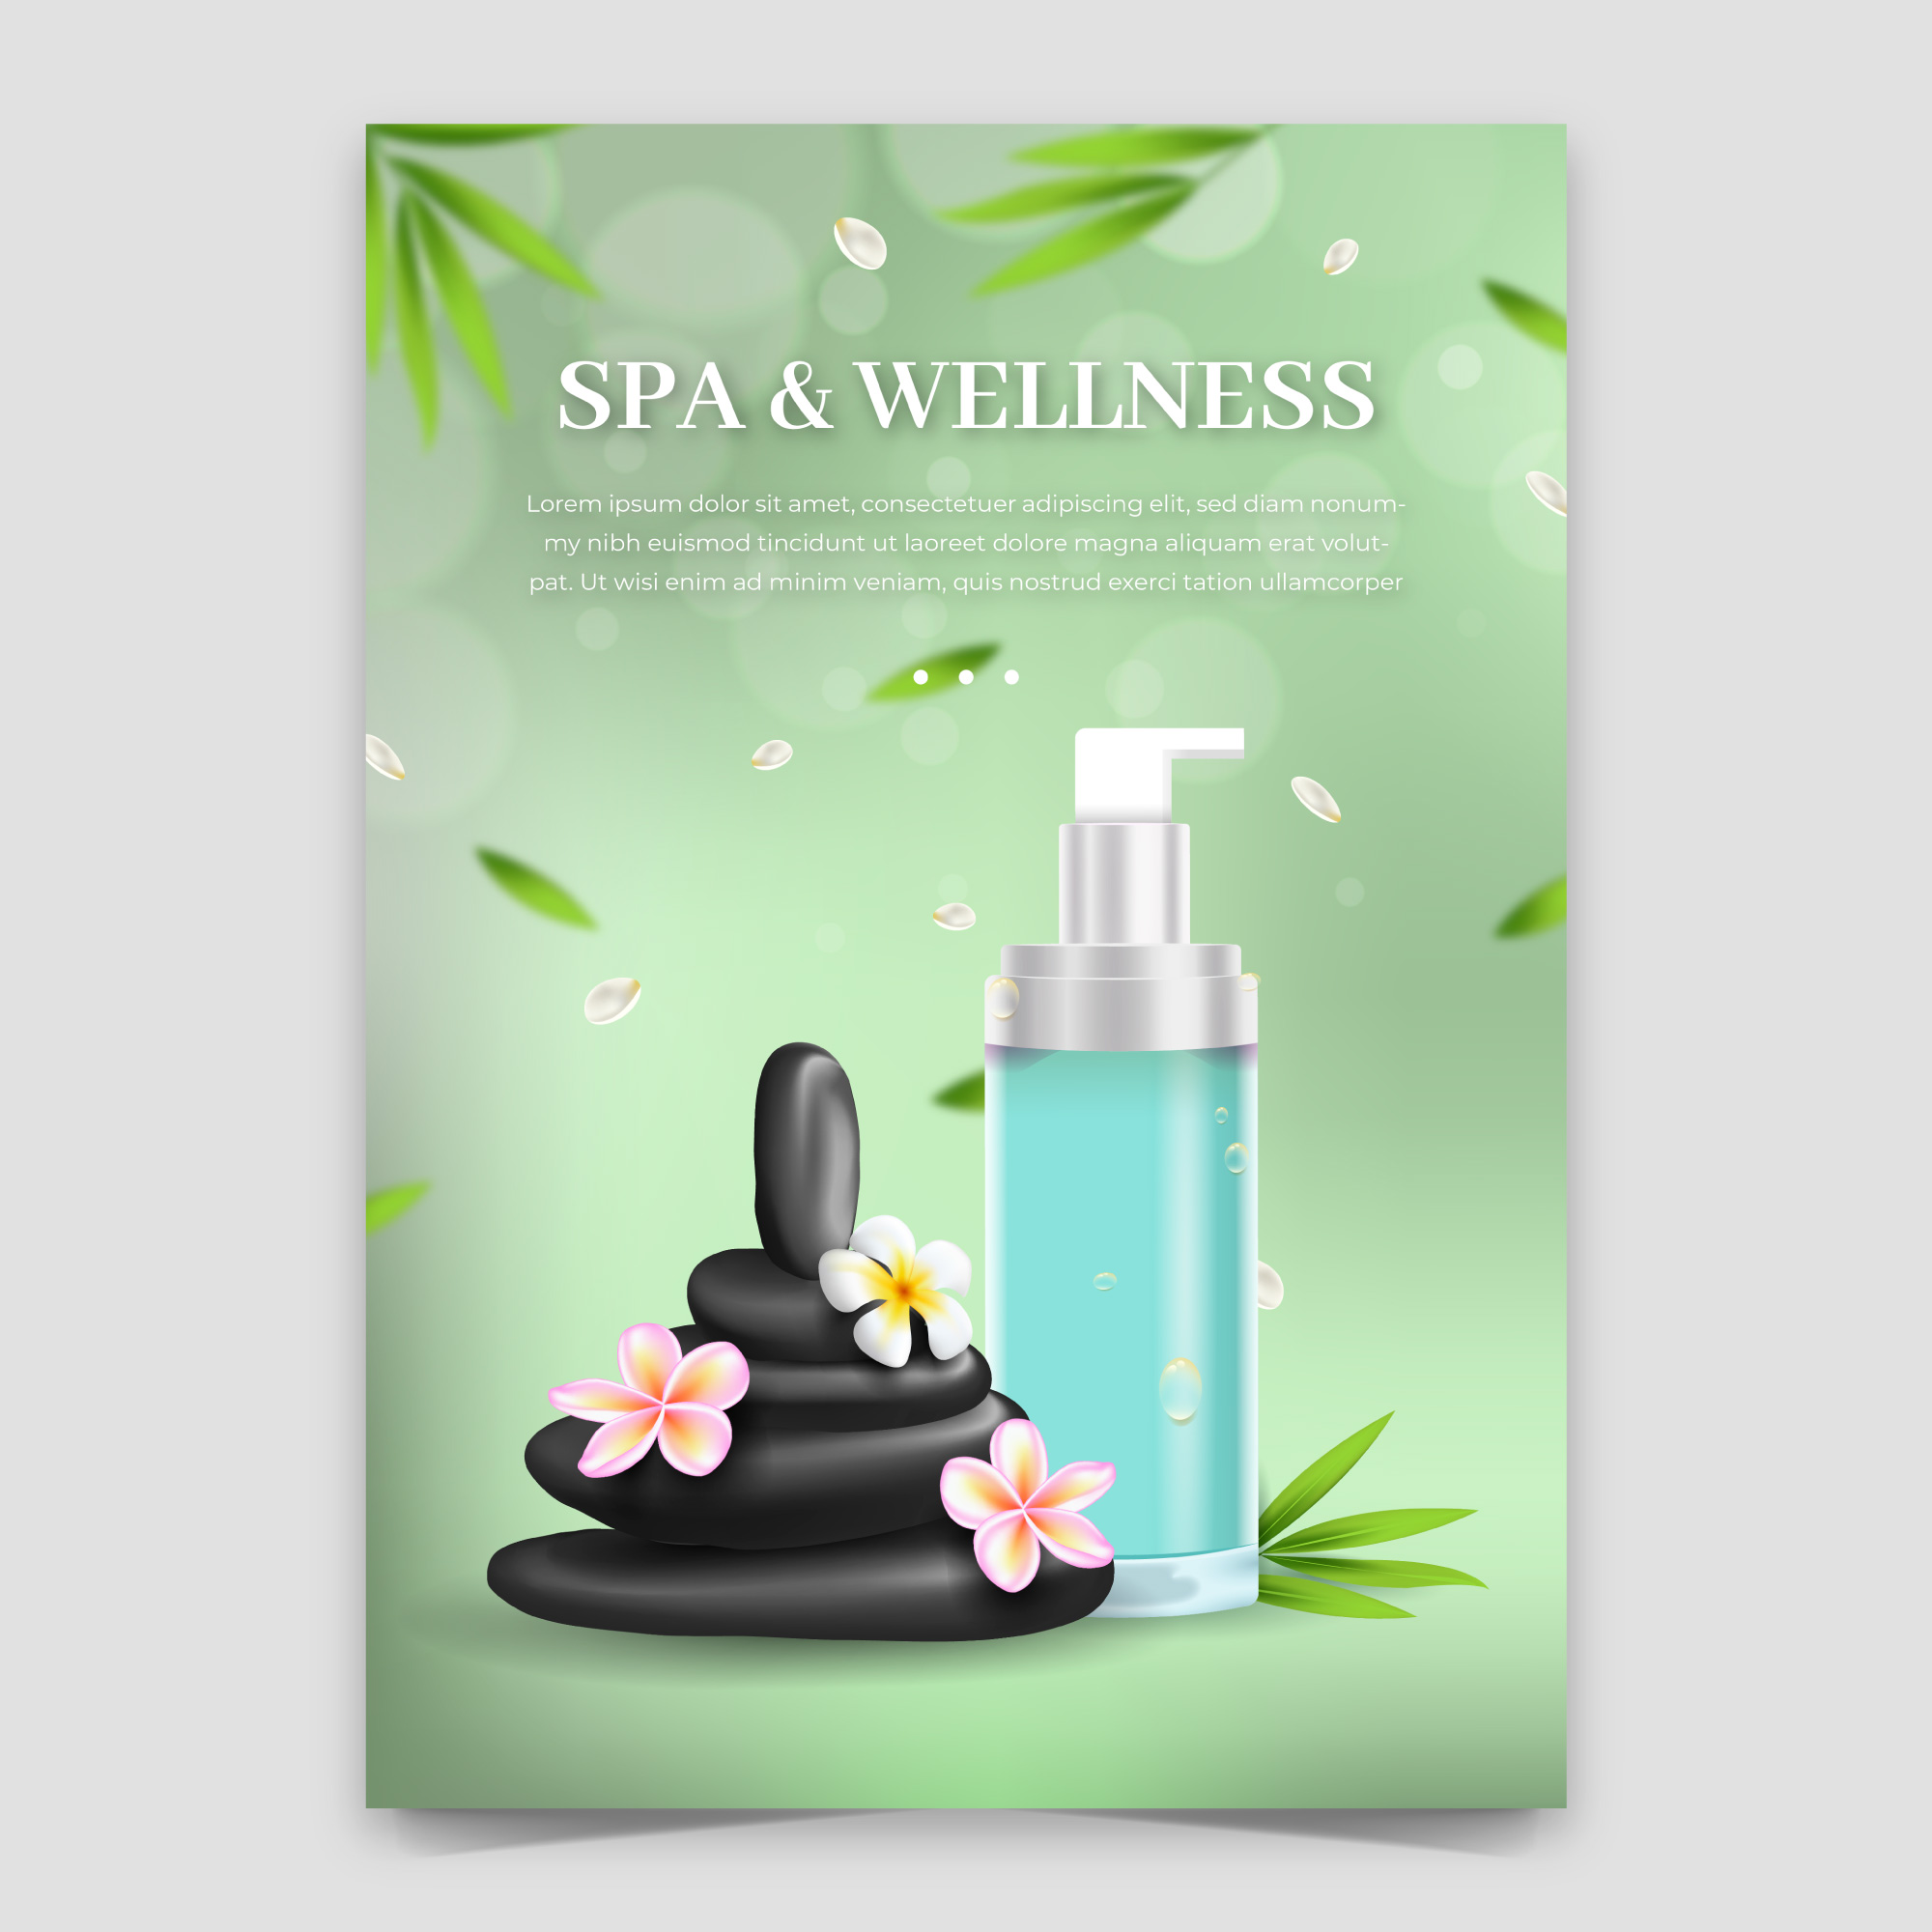 SPA & WELLNESS
Lorem ipsum dolor sit amet, consectetuer adipiscing elit, sed diam nonum-
my nibh euismod tincidunt ut laoreet dolore magna aliquam erat volut-
pat. Ut wisi enim ad minim veniam, quis nostrud exerci tation ullamcorper